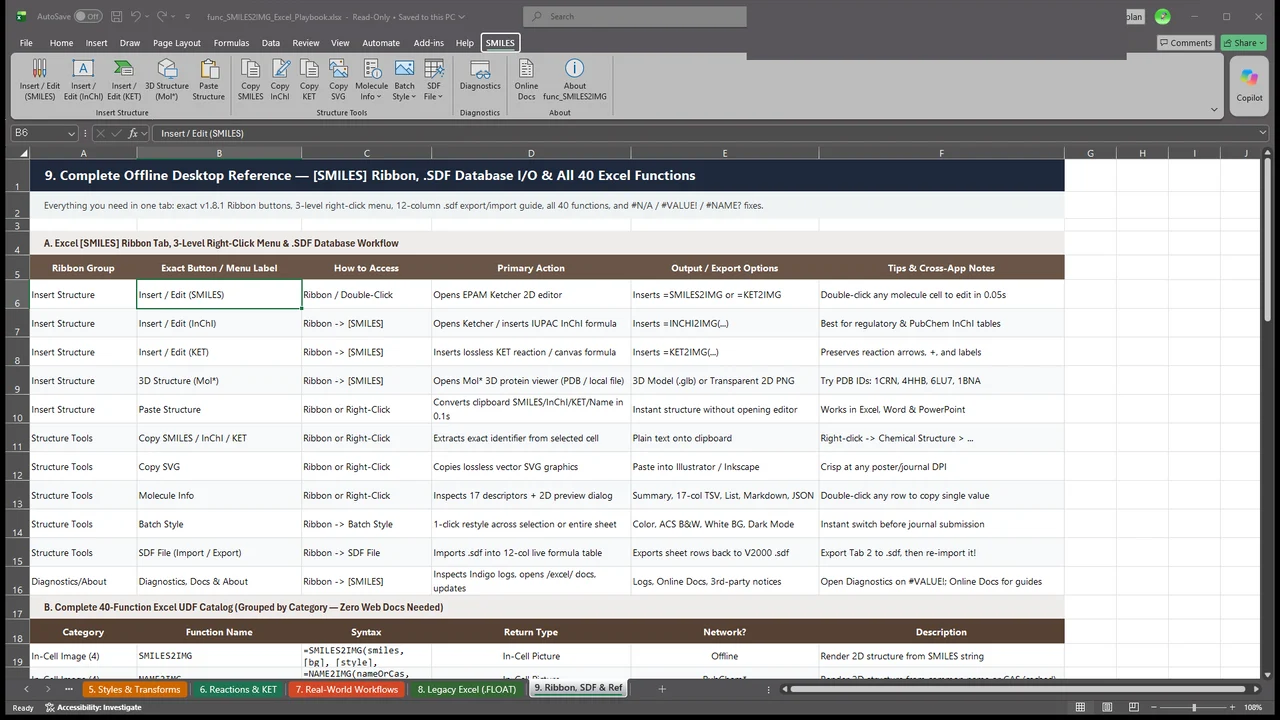 AutoSave Off func_SMILES2IMG_Excel_Playbook.xlsx - Read-Only • Saved to this PC Search
File Home Insert Draw Page Layout Formulas Data Review View Automate Add-ins Help SMILES Comments Share
Insert / Edit (SMILES) Insert / Edit (InChI) Insert / Edit (KET) 3D Structure (Mol*) Paste Structure Copy SMILES Copy InChI Copy KET Copy SVG Molecule Info Batch Style SDF File Diagnostics Online Docs About func_SMILES2IMG Copilot
Insert Structure Structure Tools Diagnostics About
B6 fx Insert / Edit (SMILES)
A B C D E F G H I J
1 9. Complete Offline Desktop Reference — [SMILES] Ribbon, .SDF Database I/O & All 40 Excel Functions
2 Everything you need in one tab: exact v1.8.1 Ribbon buttons, 3-level right-click menu, 12-column .sdf export/import guide, all 40 functions, and #N/A / #VALUE! / #NAME? fixes.
3
4 A. Excel [SMILES] Ribbon Tab, 3-Level Right-Click Menu & .SDF Database Workflow
5 Ribbon Group Exact Button / Menu Label How to Access Primary Action Output / Export Options Tips & Cross-App Notes
6 Insert Structure Insert / Edit (SMILES) Ribbon / Double-Click Opens EPAM Ketcher 2D editor Inserts =SMILES2IMG or =KET2IMG Double-click any molecule cell to edit in 0.05s
7 Insert Structure Insert / Edit (InChI) Ribbon -> [SMILES] Opens Ketcher / inserts IUPAC InChI formula Inserts =INCHI2IMG(...) Best for regulatory & PubChem InChI tables
8 Insert Structure Insert / Edit (KET) Ribbon -> [SMILES] Inserts lossless KET reaction / canvas formula Inserts =KET2IMG(...) Preserves reaction arrows, +, and labels
9 Insert Structure 3D Structure (Mol*) Ribbon -> [SMILES] Opens Mol* 3D protein viewer (PDB / local file) 3D Model (.glb) or Transparent 2D PNG Try PDB IDs: 1CRN, 4HHB, 6LU7, 1BNA
10 Insert Structure Paste Structure Ribbon or Right-Click Converts clipboard SMILES/InChI/KET/Name in 0.1s Instant structure without opening editor Works in Excel, Word & PowerPoint
11 Structure Tools Copy SMILES / InChI / KET Ribbon or Right-Click Extracts exact identifier from selected cell Plain text onto clipboard Right-click -> Chemical Structure > ...
12 Structure Tools Copy SVG Ribbon or Right-Click Copies lossless vector SVG graphics Paste into Illustrator / Inkscape Crisp at any poster/journal DPI
13 Structure Tools Molecule Info Ribbon or Right-Click Inspects 17 descriptors + 2D preview dialog Summary, 17-col TSV, List, Markdown, JSON Double-click any row to copy single value
14 Structure Tools Batch Style Ribbon -> Batch Style 1-click restyle across selection or entire sheet Color, ACS B&W, White BG, Dark Mode Instant switch before journal submission
15 Structure Tools SDF File (Import / Export) Ribbon -> SDF File Imports .sdf into 12-col live formula table Exports sheet rows back to V2000 .sdf Export Tab 2 to .sdf, then re-import it!
16 Diagnostics/About Diagnostics, Docs & About Ribbon -> [SMILES] Inspects Indigo logs, opens /excel/ docs, updates Logs, Online Docs, 3rd-party notices Open Diagnostics on #VALUE!; Online Docs for guides
17 B. Complete 40-Function Excel UDF Catalog (Grouped by Category — Zero Web Docs Needed)
18 Category Function Name Syntax Return Type Network? Description
19 In-Cell Image (4) SMILES2IMG =SMILES2IMG(smiles, [bg], [style], In-Cell Picture Offline Render 2D structure from SMILES string
=NAME2IMG(nameOrCas,
5. Styles & Transforms 6. Reactions & KET 7. Real-World Workflows 8. Legacy Excel (.FLOAT) 9. Ribbon, SDF & Ref
Ready Accessibility: Investigate 108%